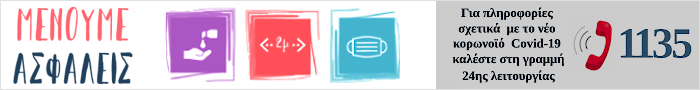 ΜΕΝΟΥΜΕ
ΑΣΦΑΛΕΙΣ
2μ
Για πληροφορίες
σχετικά με το νέο
κορωνοϊό Covid-19
καλέστε στη γραμμή
24ης λειτουργίας
1135